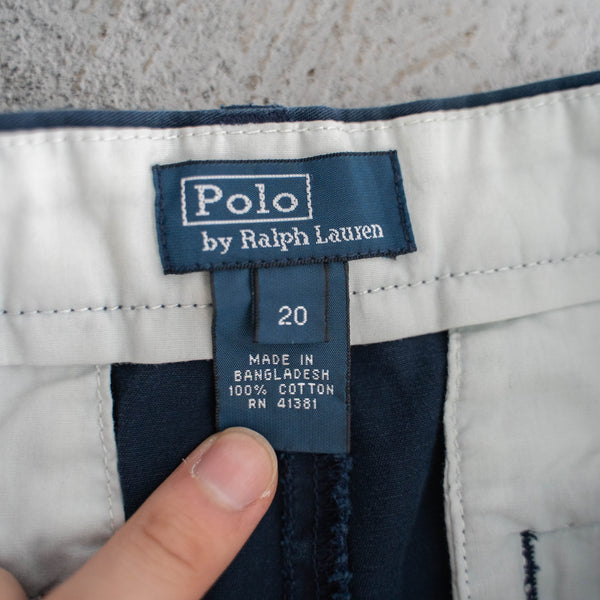 Polo
by Ralph Lauren
20
MADE IN
BANGLADESH
100% COTTON
RN 41381